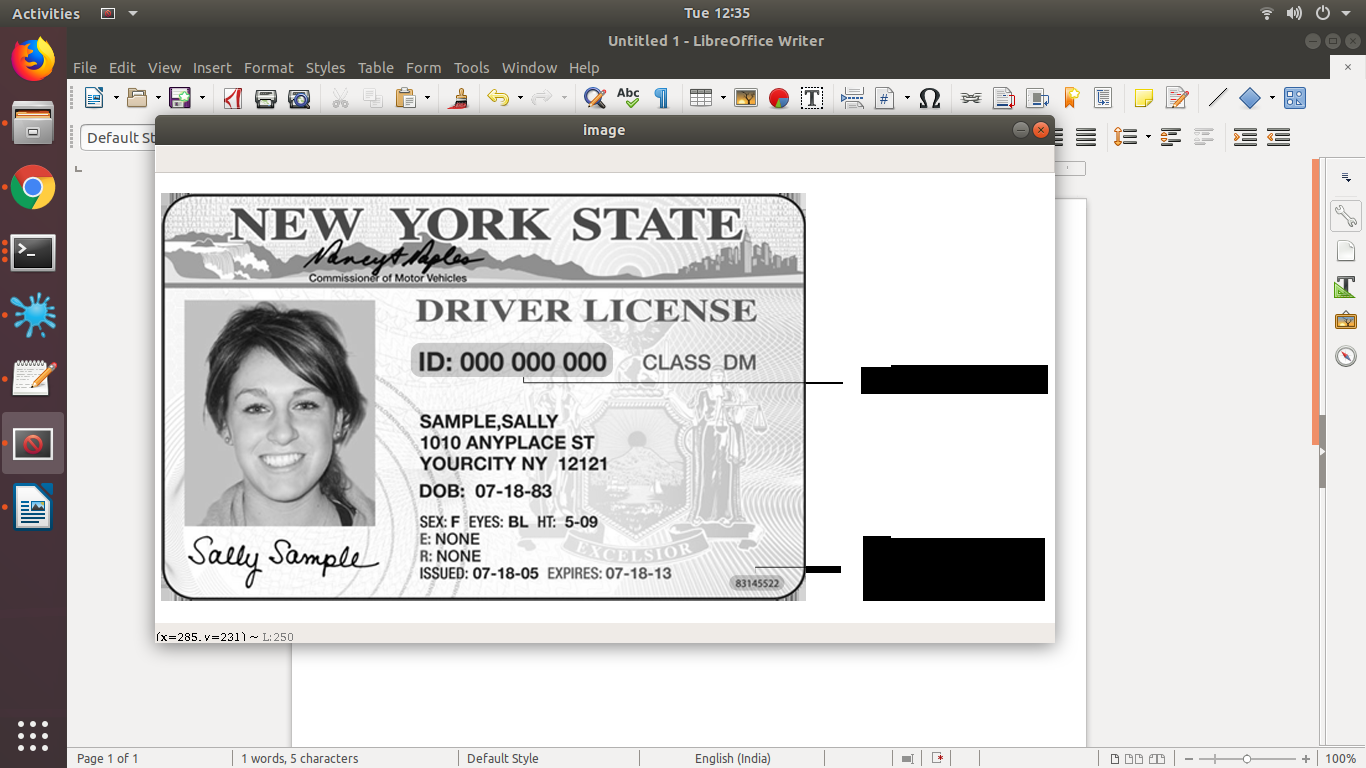 Activities
Tue 12:35
Untitled 1 - LibreOffice Writer
File Edit View Insert Format Styles Table Form Tools Window Help
Abc
Default St
image
NEW YORK STATE
Nancy A Naples
Commissioner of Motor Vehicles
DRIVER LICENSE
ID: 000 000 000 CLASS DM
SAMPLE,SALLY
1010 ANYPLACE ST
YOURCITY NY 12121
DOB: 07-18-83
SEX: F EYES: BL HT: 5-09
E: NONE
R: NONE
ISSUED: 07-18-05 EXPIRES: 07-18-13
EXCELSIOR
83145522
Sally Sample
(x=285, y=231) ~ L:250
Page 1 of 1 1 words, 5 characters Default Style English (India) 100%